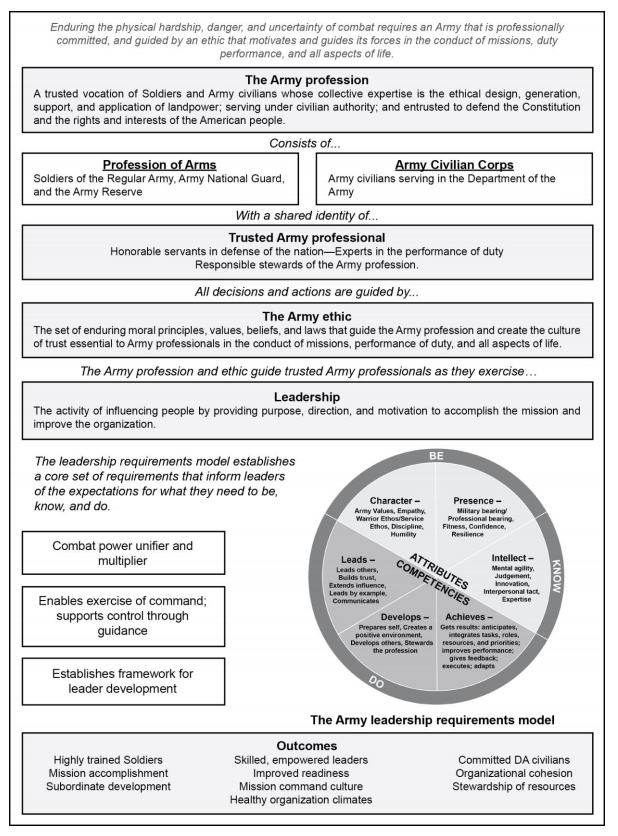 Enduring the physical hardship, danger, and uncertainty of combat requires an Army that is professionally
committed, and guided by an ethic that motivates and guides its forces in the conduct of missions, duty
performance, and all aspects of life.
The Army profession
A trusted vocation of Soldiers and Army civilians whose collective expertise is the ethical design, generation,
support, and application of landpower; serving under civilian authority; and entrusted to defend the Constitution
and the rights and interests of the American people.
Consists of...
Profession of Arms
Soldiers of the Regular Army, Army National Guard,
and the Army Reserve
Army Civilian Corps
Army civilians serving in the Department of the
Army
With a shared identity of...
Trusted Army professional
Honorable servants in defense of the nation—Experts in the performance of duty
Responsible stewards of the Army profession.
All decisions and actions are guided by...
The Army ethic
The set of enduring moral principles, values, beliefs, and laws that guide the Army profession and create the culture
of trust essential to Army professionals in the conduct of missions, performance of duty, and all aspects of life.
The Army profession and ethic guide trusted Army professionals as they exercise…
Leadership
The activity of influencing people by providing purpose, direction, and motivation to accomplish the mission and
improve the organization.
The leadership requirements model establishes
a core set of requirements that inform leaders
of the expectations for what they need to be,
know, and do.
Combat power unifier and
multiplier
Enables exercise of command;
supports control through
guidance
Establishes framework for
leader development
BE
KNOW
DO
Character –
Army Values, Empathy,
Warrior Ethos/Service
Ethos, Discipline,
Humility
Presence –
Military bearing/
Professional bearing,
Fitness, Confidence,
Resilience
Intellect –
Mental agility,
Judgement,
Innovation,
Interpersonal tact,
Expertise
ATTRIBUTES
COMPETENCIES
Leads –
Leads others,
Builds trust,
Extends influence,
Leads by example,
Communicates
Develops –
Prepares self, Creates a
positive environment,
Develops others, Stewards
the profession
Achieves –
Gets results: anticipates,
integrates tasks, roles,
resources, and priorities;
improves performance;
gives feedback;
executes; adapts
The Army leadership requirements model
Outcomes
Highly trained Soldiers
Mission accomplishment
Subordinate development
Skilled, empowered leaders
Improved readiness
Mission command culture
Healthy organization climates
Committed DA civilians
Organizational cohesion
Stewardship of resources